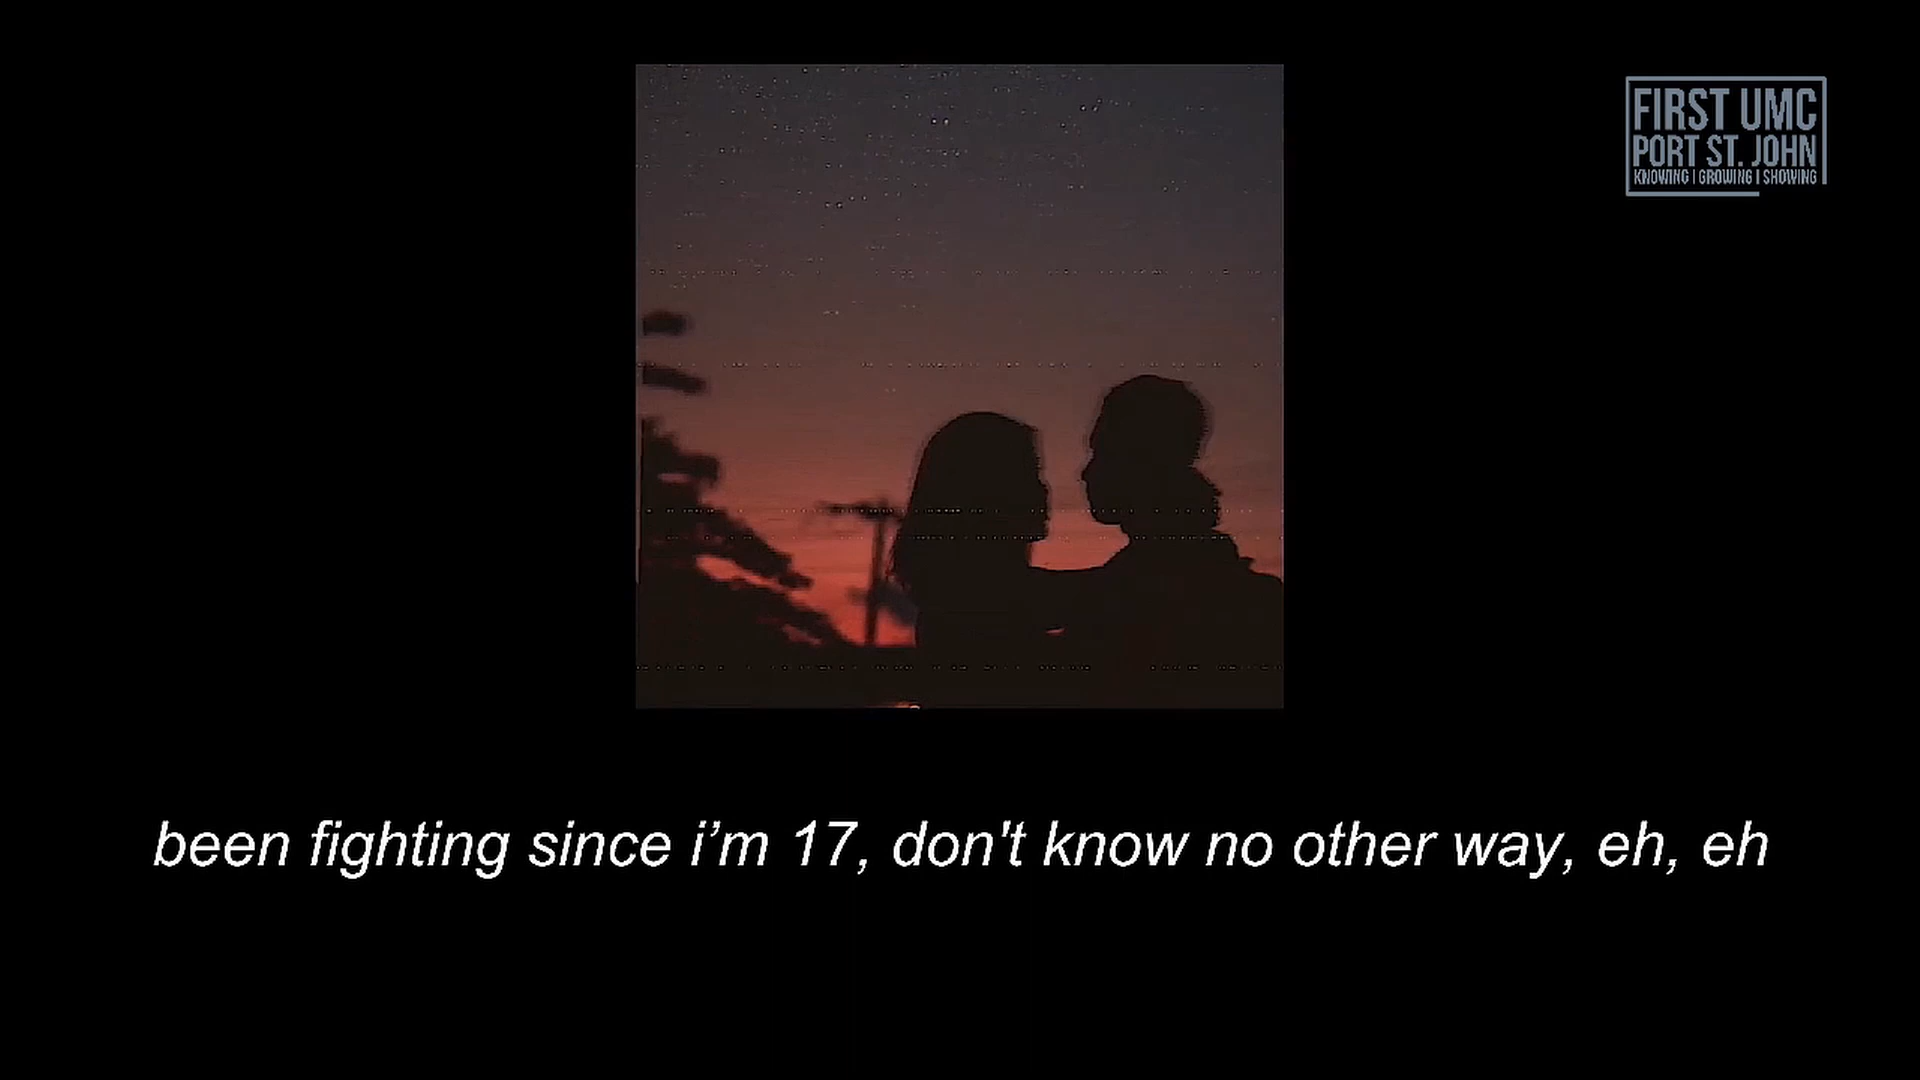 FIRST UMC
PORT ST. JOHN
KNOWING | GROWING | SHOWING
been fighting since i’m 17, don't know no other way, eh, eh